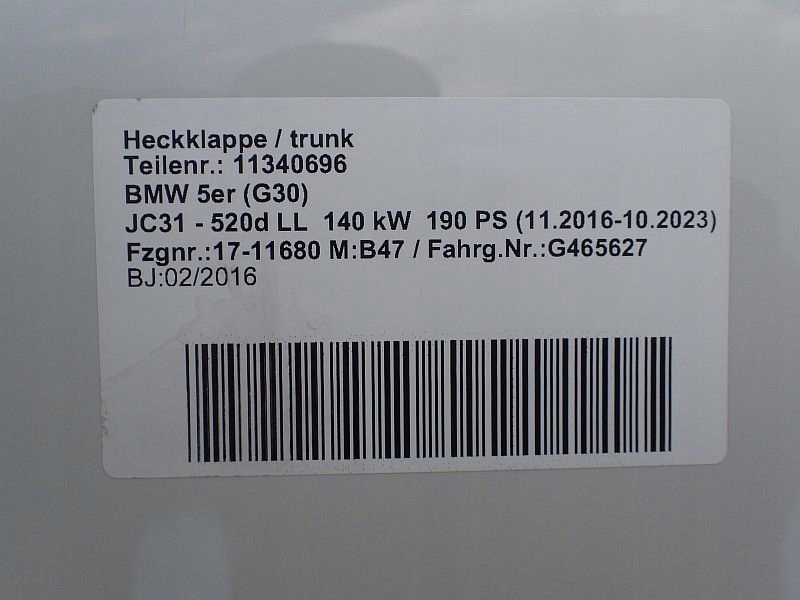 Heckklappe / trunk
Teilenr.: 11340696
BMW 5er (G30)
JC31 - 520d LL  140 kW  190 PS (11.2016-10.2023)
Fzgnr.:17-11680 M:B47 / Fahrg.Nr.:G465627
BJ:02/2016